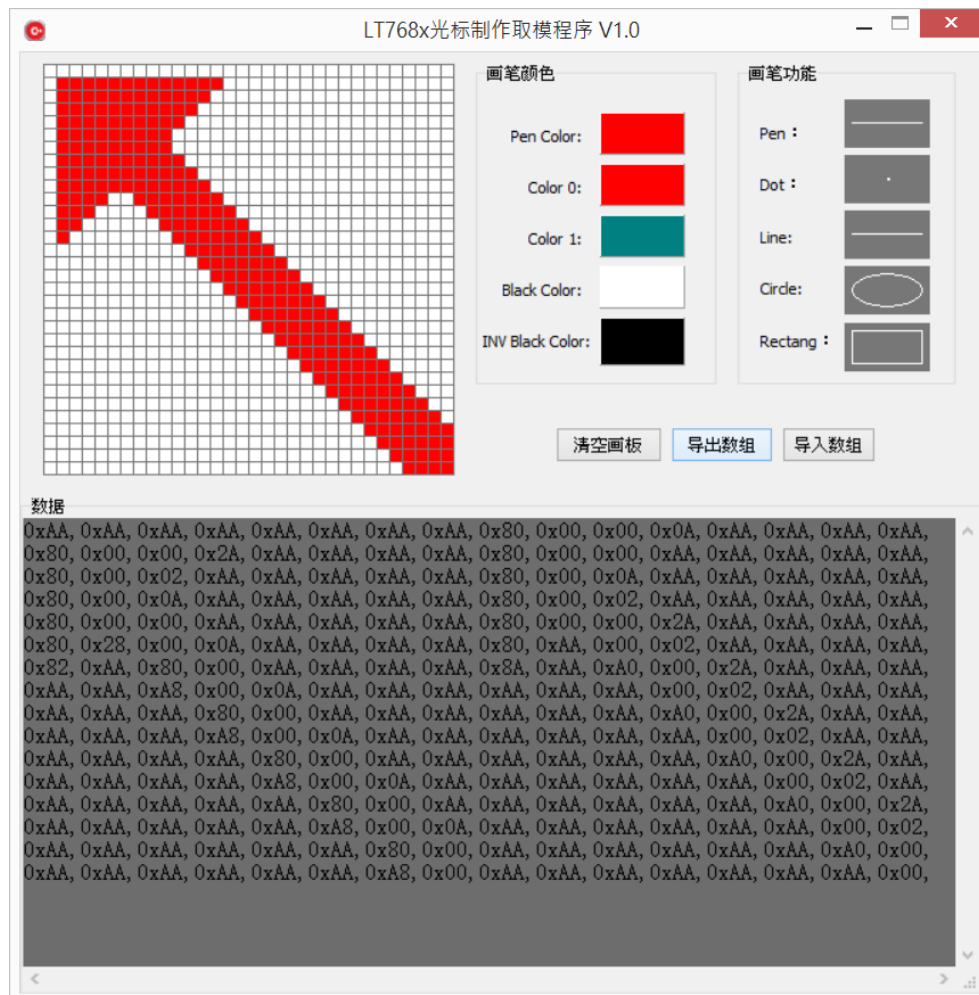 LT768x光标制作取模程序 V1.0
画笔颜色
Pen Color:
Color 0:
Color 1:
Black Color:
INV Black Color:
画笔功能
Pen：
Dot：
Line:
Circle:
Rectang：
清空画板 导出数组 导入数组
数据
0xAA, 0xAA, 0xAA, 0xAA, 0xAA, 0xAA, 0xAA, 0xAA, 0x80, 0x00, 0x00, 0x0A, 0xAA, 0xAA, 0xAA, 0xAA,
0x80, 0x00, 0x00, 0x2A, 0xAA, 0xAA, 0xAA, 0xAA, 0x80, 0x00, 0x00, 0xAA, 0xAA, 0xAA, 0xAA, 0xAA,
0x80, 0x00, 0x02, 0xAA, 0xAA, 0xAA, 0xAA, 0xAA, 0x80, 0x00, 0x0A, 0xAA, 0xAA, 0xAA, 0xAA, 0xAA,
0x80, 0x00, 0x0A, 0xAA, 0xAA, 0xAA, 0xAA, 0xAA, 0x80, 0x00, 0x02, 0xAA, 0xAA, 0xAA, 0xAA, 0xAA,
0x80, 0x00, 0x00, 0xAA, 0xAA, 0xAA, 0xAA, 0xAA, 0x80, 0x00, 0x00, 0x2A, 0xAA, 0xAA, 0xAA, 0xAA,
0x80, 0x28, 0x00, 0x0A, 0xAA, 0xAA, 0xAA, 0xAA, 0x80, 0xAA, 0x00, 0x02, 0xAA, 0xAA, 0xAA, 0xAA,
0x82, 0xAA, 0x80, 0x00, 0xAA, 0xAA, 0xAA, 0xAA, 0x8A, 0xAA, 0xA0, 0x00, 0x2A, 0xAA, 0xAA, 0xAA,
0xAA, 0xAA, 0xA8, 0x00, 0x0A, 0xAA, 0xAA, 0xAA, 0xAA, 0xAA, 0xAA, 0x00, 0x02, 0xAA, 0xAA, 0xAA,
0xAA, 0xAA, 0xAA, 0x80, 0x00, 0xAA, 0xAA, 0xAA, 0xAA, 0xAA, 0xAA, 0xA0, 0x00, 0x2A, 0xAA, 0xAA,
0xAA, 0xAA, 0xAA, 0xA8, 0x00, 0x0A, 0xAA, 0xAA, 0xAA, 0xAA, 0xAA, 0xAA, 0x00, 0x02, 0xAA, 0xAA,
0xAA, 0xAA, 0xAA, 0xAA, 0x80, 0x00, 0xAA, 0xAA, 0xAA, 0xAA, 0xAA, 0xAA, 0xA0, 0x00, 0x2A, 0xAA,
0xAA, 0xAA, 0xAA, 0xAA, 0xA8, 0x00, 0x0A, 0xAA, 0xAA, 0xAA, 0xAA, 0xAA, 0xAA, 0x00, 0x02, 0xAA,
0xAA, 0xAA, 0xAA, 0xAA, 0xAA, 0x80, 0x00, 0xAA, 0xAA, 0xAA, 0xAA, 0xAA, 0xAA, 0xA0, 0x00, 0x2A,
0xAA, 0xAA, 0xAA, 0xAA, 0xAA, 0xA8, 0x00, 0x0A, 0xAA, 0xAA, 0xAA, 0xAA, 0xAA, 0xAA, 0x00, 0x02,
0xAA, 0xAA, 0xAA, 0xAA, 0xAA, 0xAA, 0x80, 0x00, 0xAA, 0xAA, 0xAA, 0xAA, 0xAA, 0xAA, 0xA0, 0x00,
0xAA, 0xAA, 0xAA, 0xAA, 0xAA, 0xAA, 0xA8, 0x00, 0xAA, 0xAA, 0xAA, 0xAA, 0xAA, 0xAA, 0xAA, 0x00,